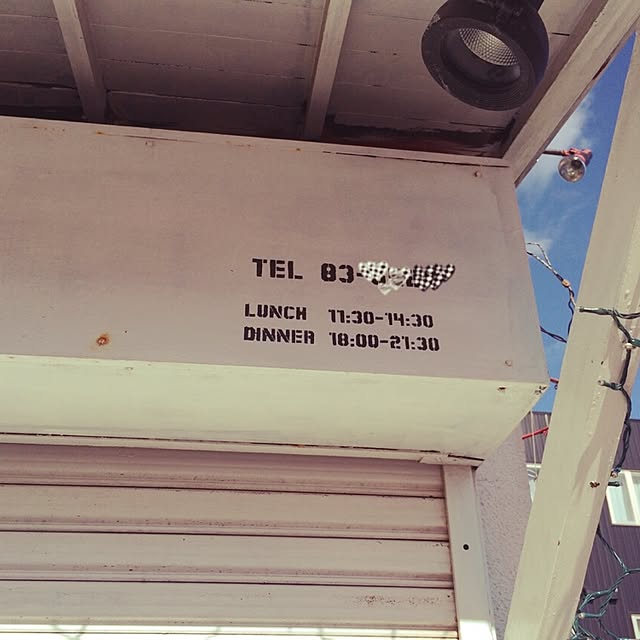 TEL 03-
LUNCH 11:30-14:30
DINNER 18:00-21:30